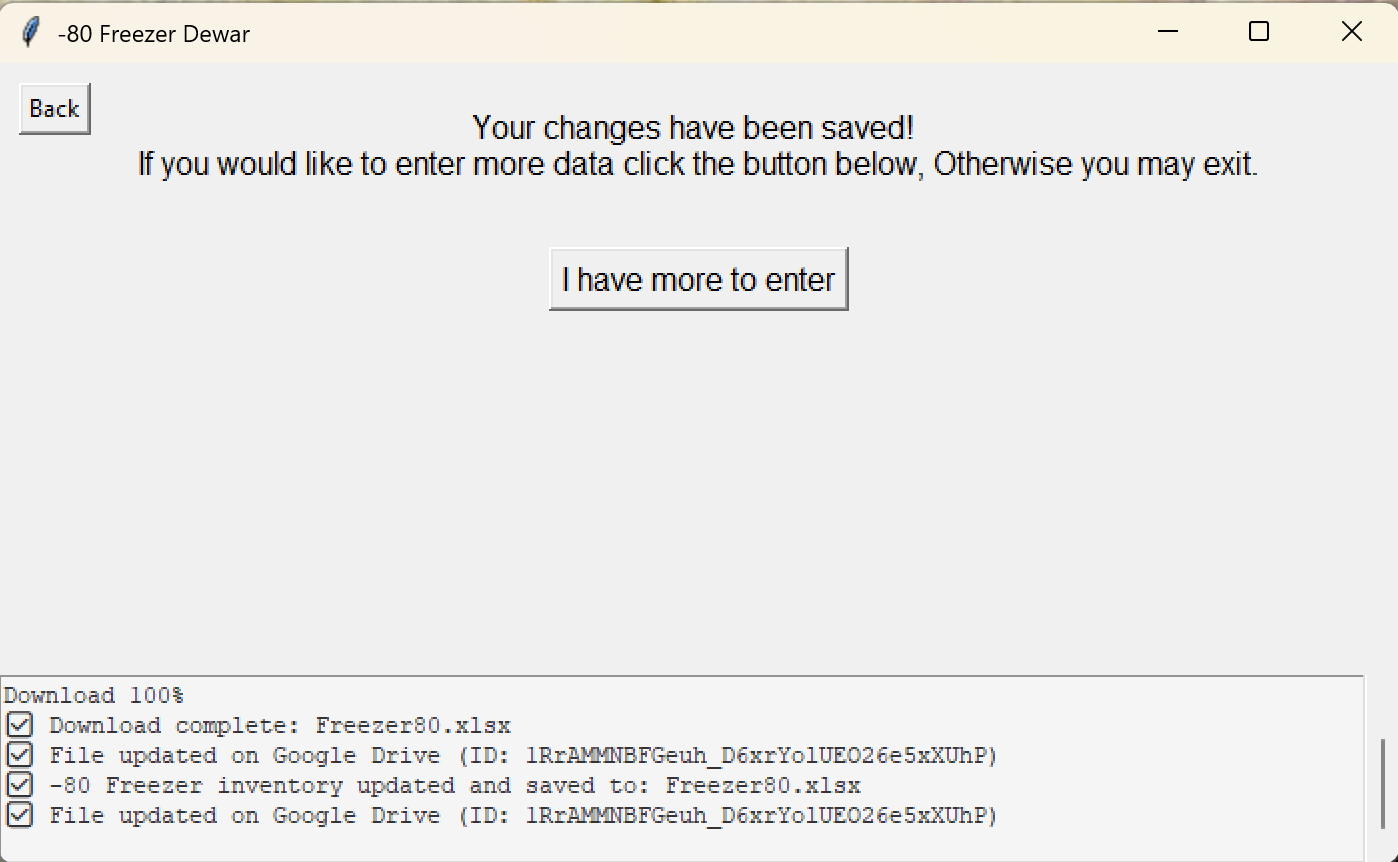 -80 Freezer Dewar
Back
Your changes have been saved!
If you would like to enter more data click the button below, Otherwise you may exit.
I have more to enter
Download 100%
Download complete: Freezer80.xlsx
File updated on Google Drive (ID: 1RrAMMNBFGeuh_D6xrYolUEO26e5xXUhP)
-80 Freezer inventory updated and saved to: Freezer80.xlsx
File updated on Google Drive (ID: 1RrAMMNBFGeuh_D6xrYolUEO26e5xXUhP)